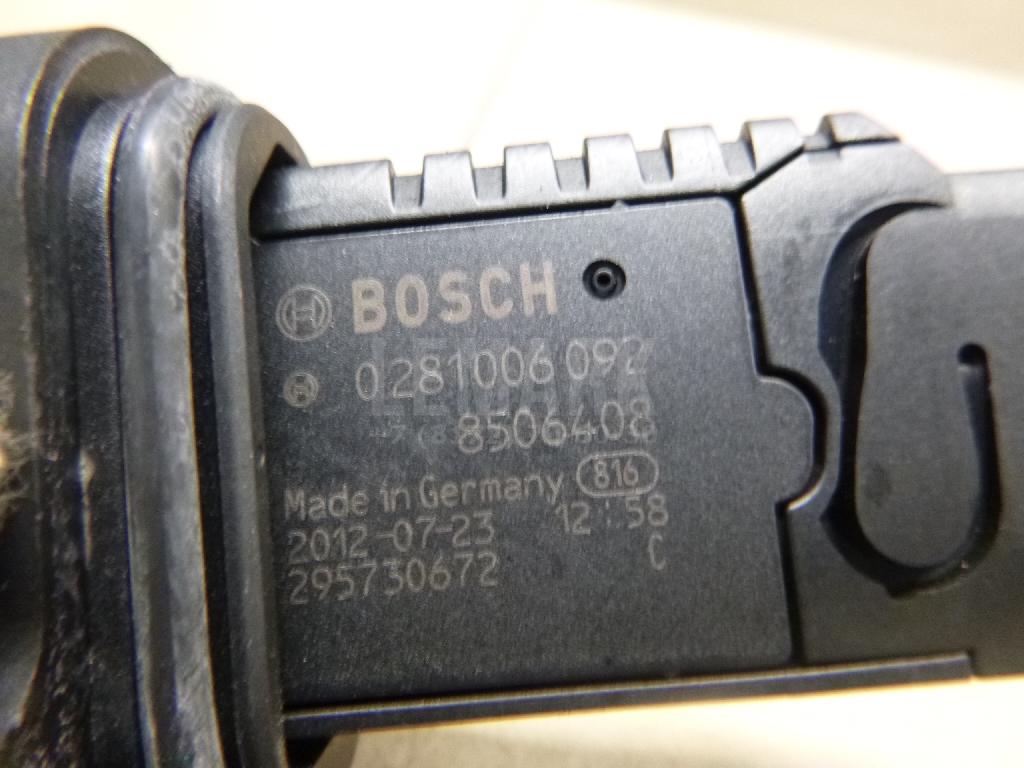 BOSCH
0281006092
8506408
Made in Germany 816
2012-07-23 12:58
295730672 C